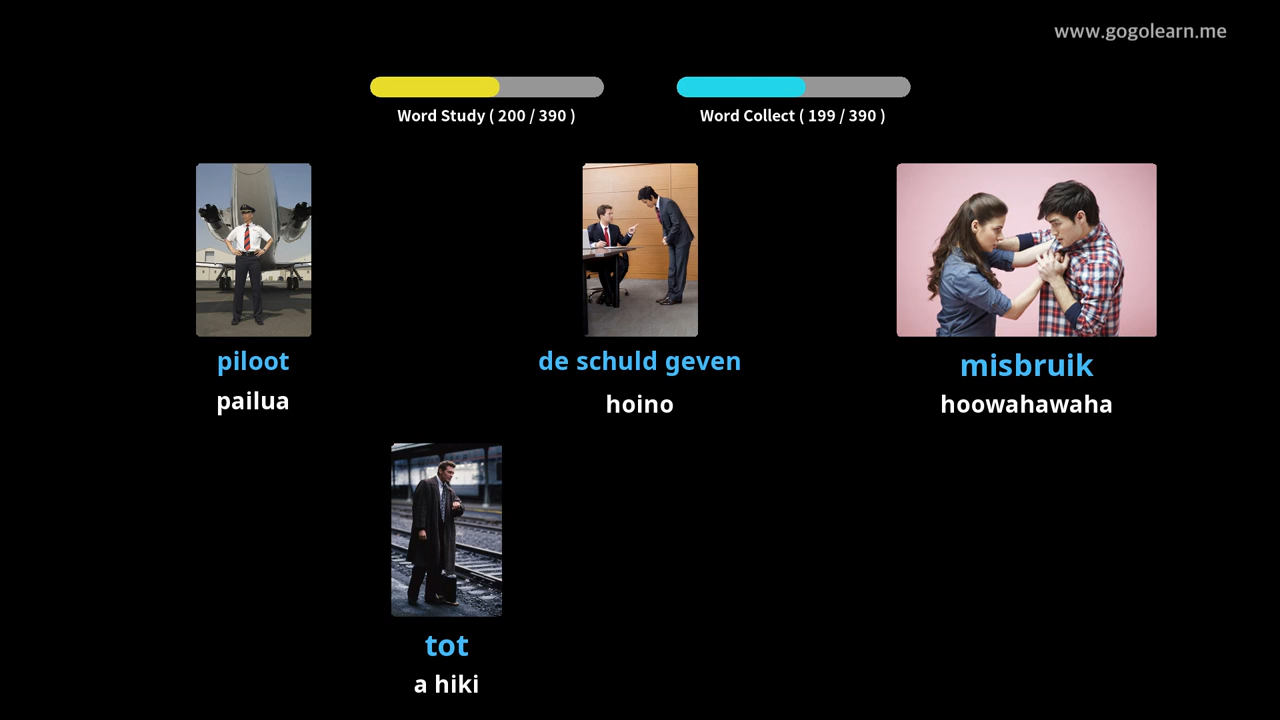 www.gogolearn.me
Word Study ( 200 / 390 )
Word Collect ( 199 / 390 )
piloot
pailua
de schuld geven
hoino
misbruik
hoowahawaha
tot
a hiki